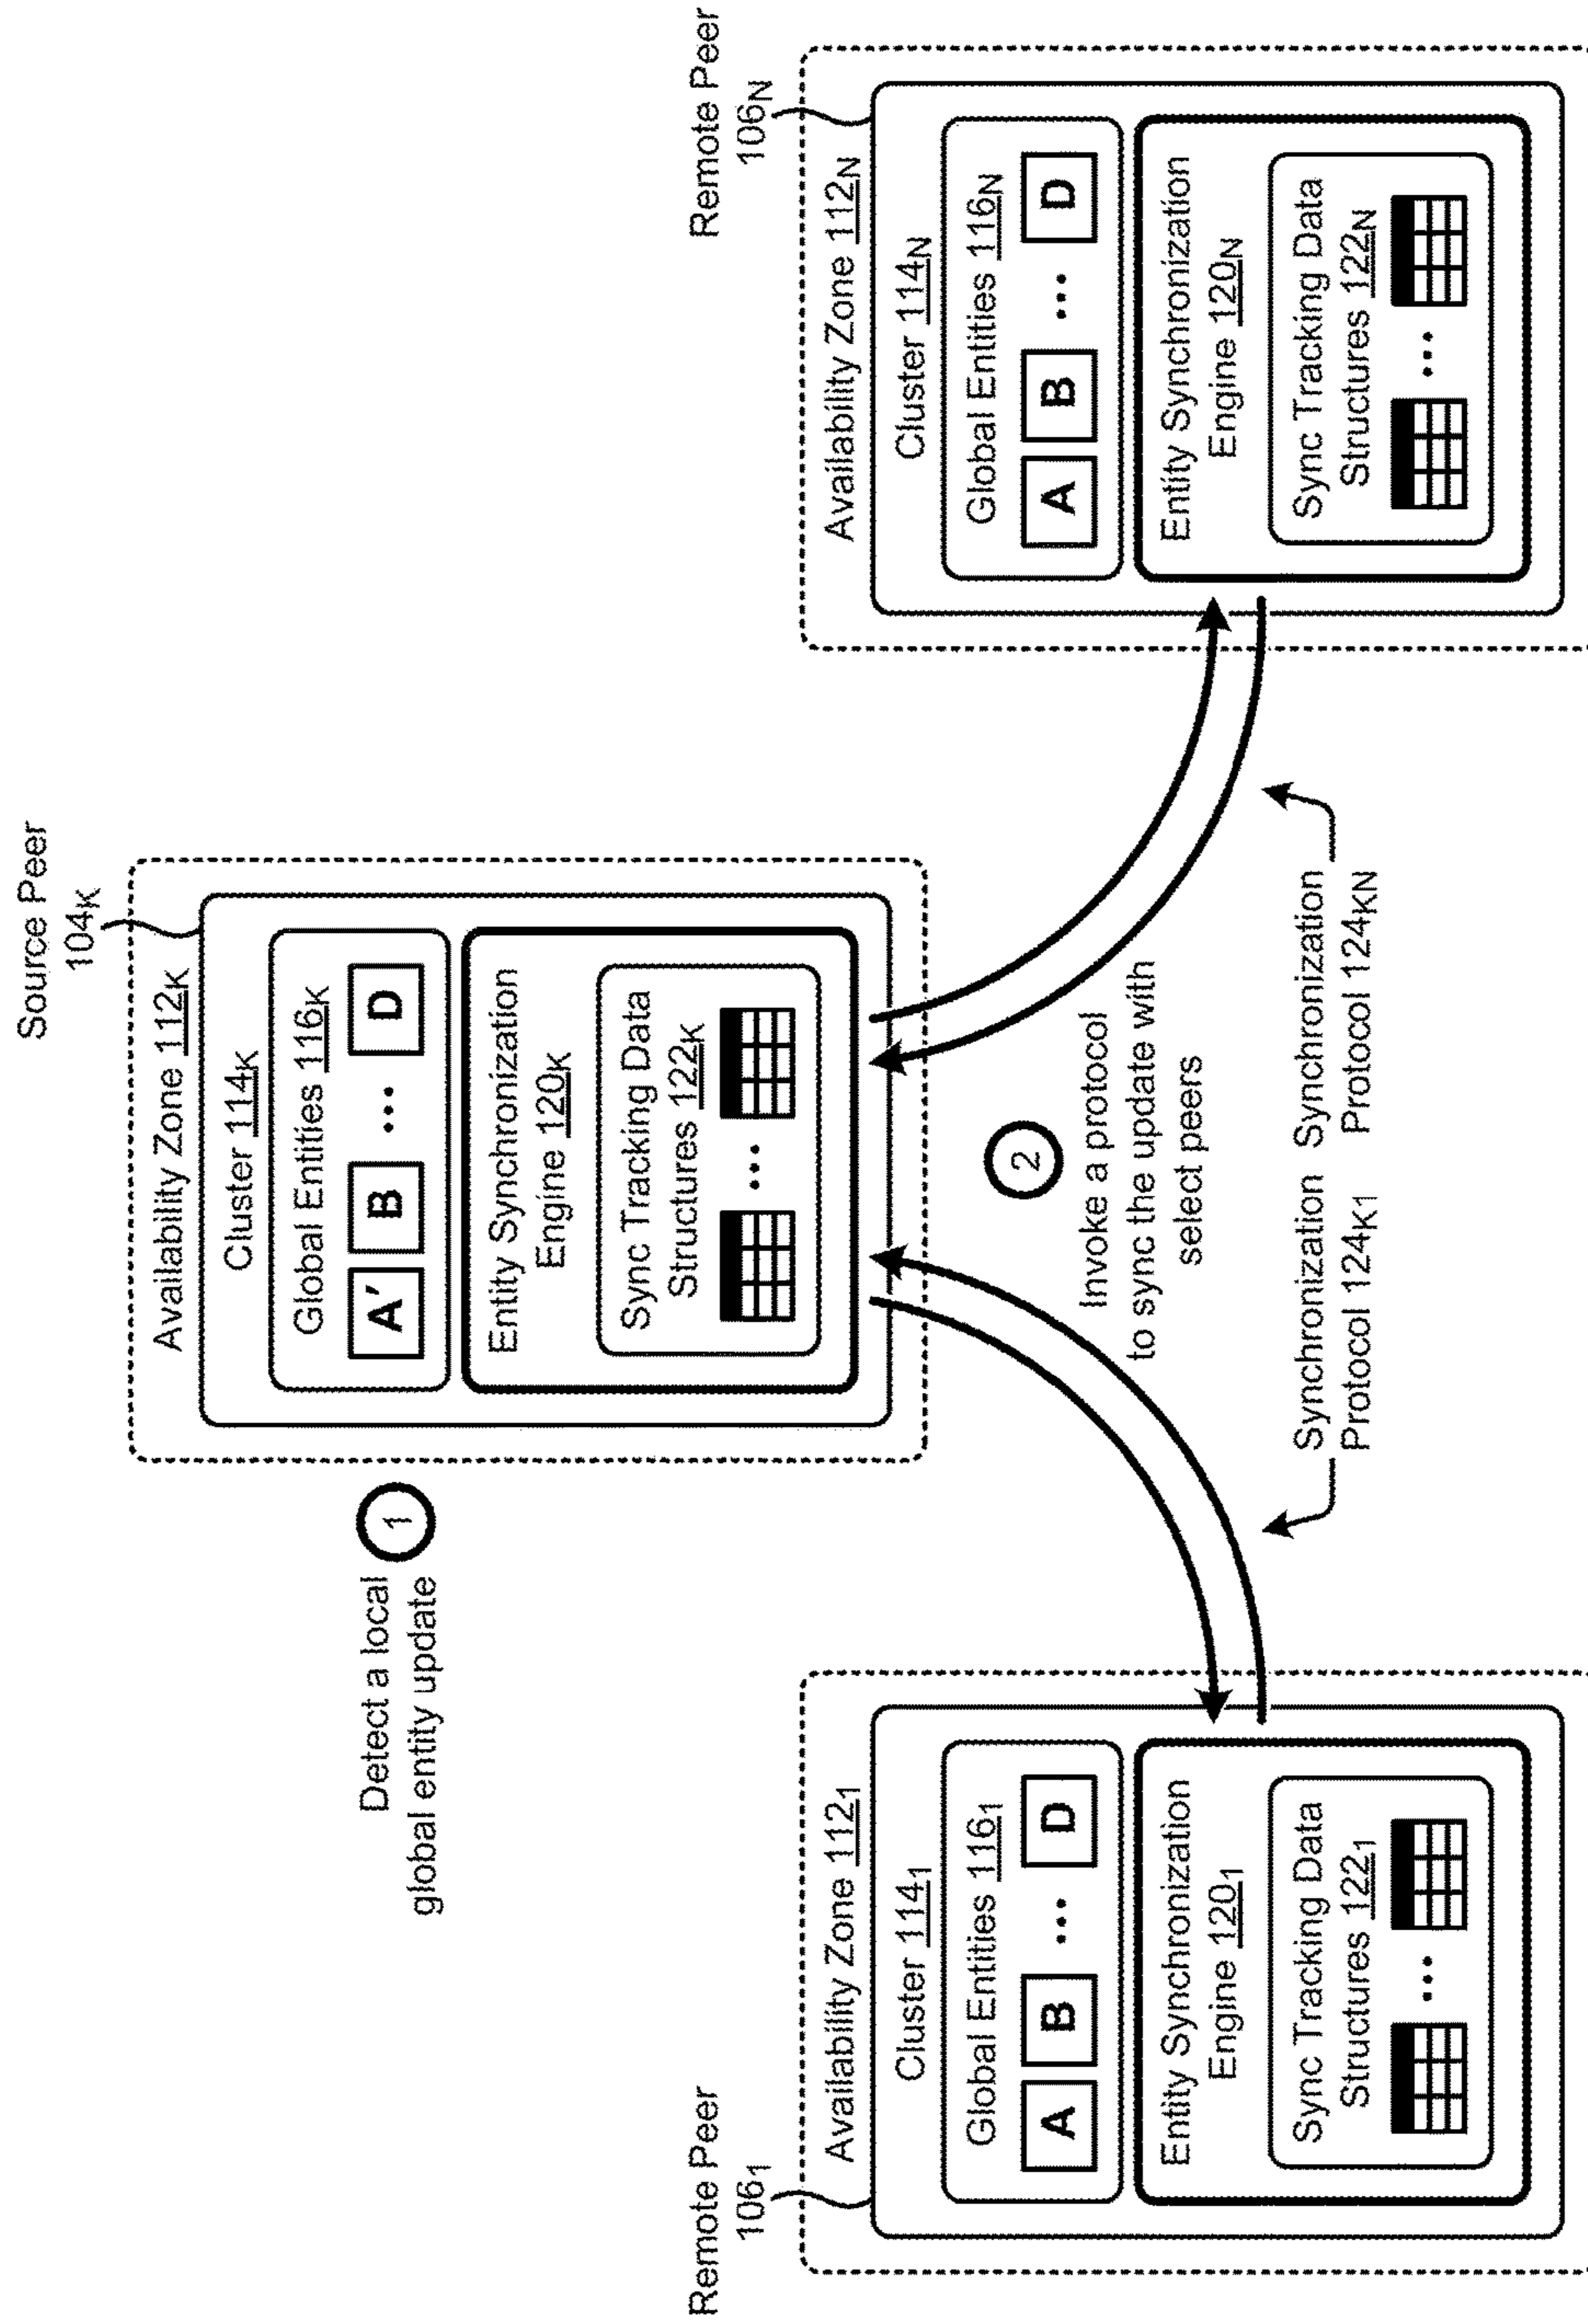 Source Peer
104K
Availability Zone 112K
Cluster 114K
Global Entities 116K
A' B ... D
Entity Synchronization
Engine 120K
Sync Tracking Data
Structures 122K
...
Detect a local
global entity update
1
2
Invoke a protocol
to sync the update with
select peers
Remote Peer
1061
Availability Zone 1121
Cluster 1141
Global Entities 1161
A B ... D
Entity Synchronization
Engine 1201
Sync Tracking Data
Structures 1221
...
Synchronization
Protocol 124K1
Synchronization
Protocol 124KN
Remote Peer
106N
Availability Zone 112N
Cluster 114N
Global Entities 116N
A B ... D
Entity Synchronization
Engine 120N
Sync Tracking Data
Structures 122N
...